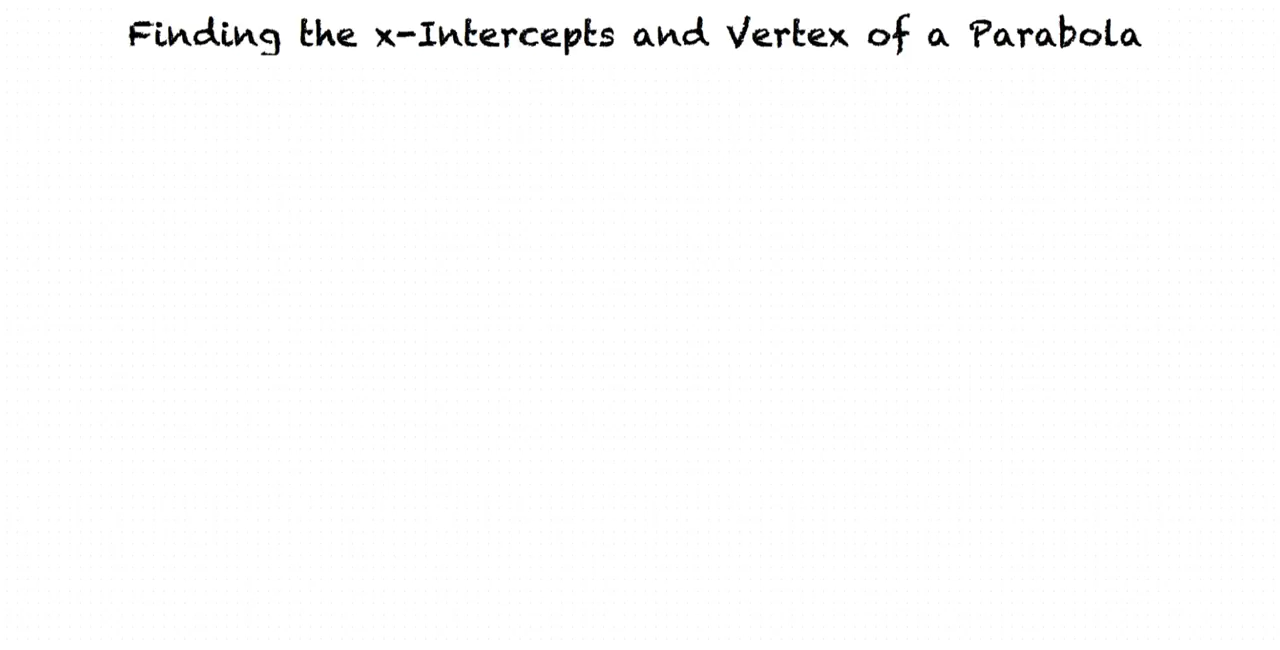 Finding the x-Intercepts and Vertex of a Parabola